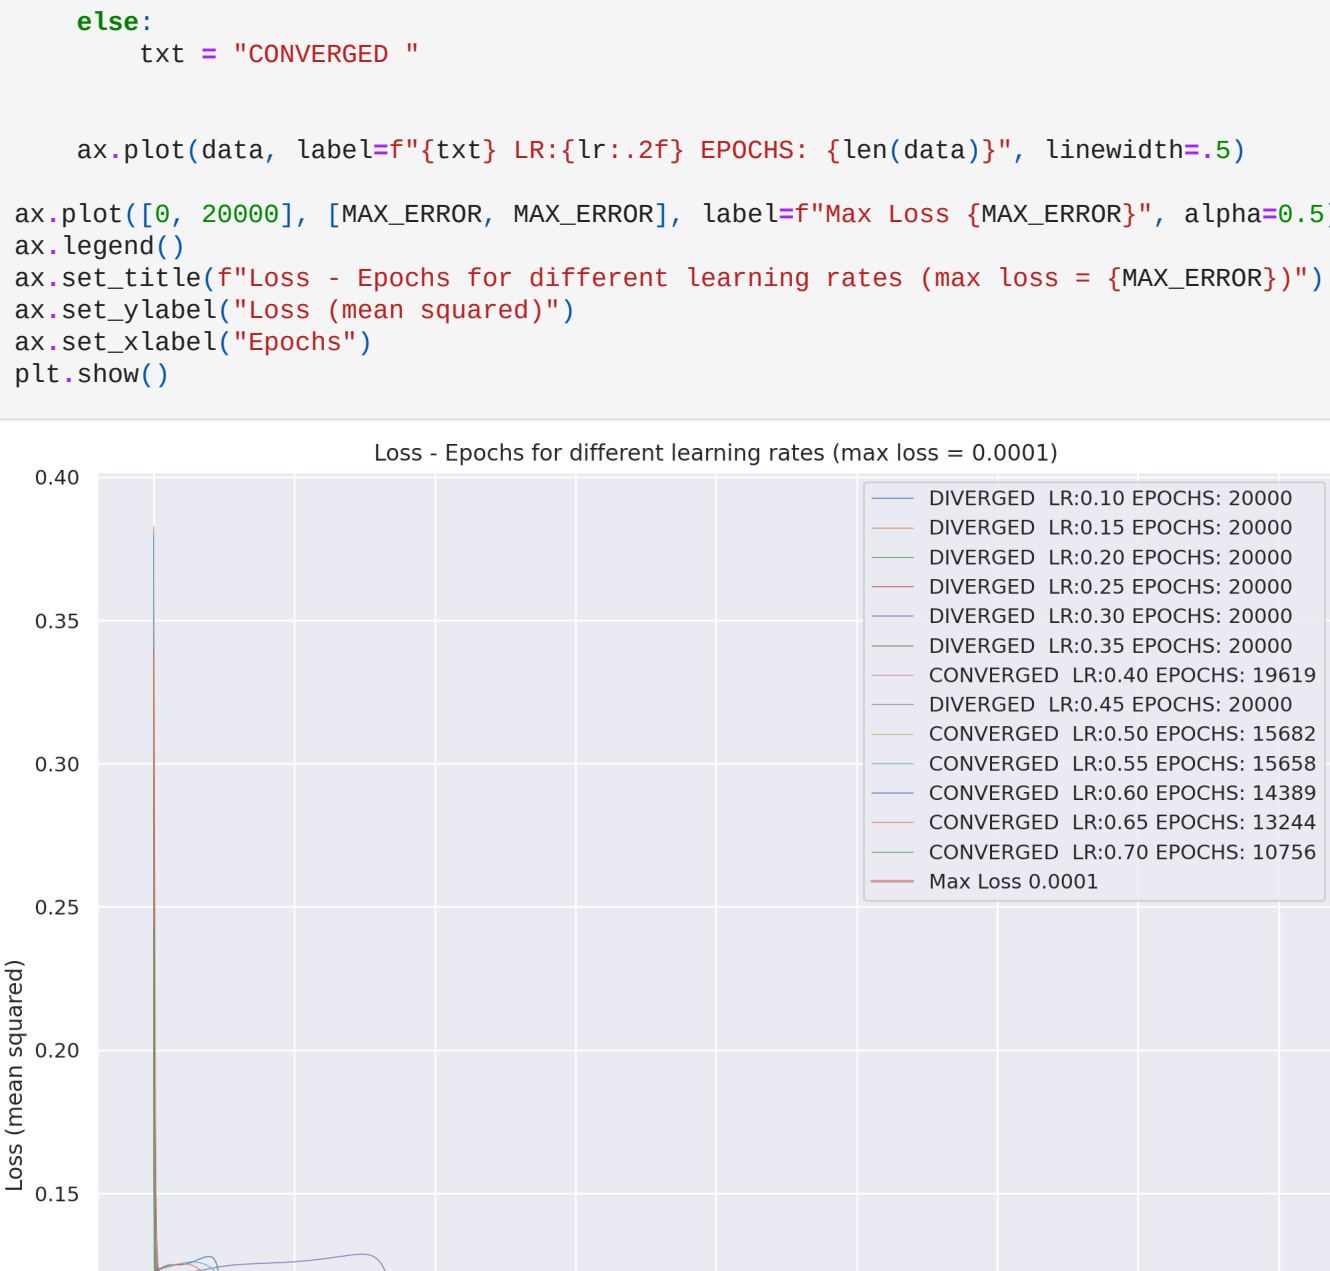 else:
txt = "CONVERGED "
ax.plot(data, label=f"{txt} LR:{lr:.2f} EPOCHS: {len(data)}", linewidth=.5)
ax.plot([0, 20000], [MAX_ERROR, MAX_ERROR], label=f"Max Loss {MAX_ERROR}", alpha=0.5)
ax.legend()
ax.set_title(f"Loss - Epochs for different learning rates (max loss = {MAX_ERROR})")
ax.set_ylabel("Loss (mean squared)")
ax.set_xlabel("Epochs")
plt.show()
Loss - Epochs for different learning rates (max loss = 0.0001)
0.40
0.35
0.30
0.25
0.20
0.15
Loss (mean squared)
DIVERGED  LR:0.10 EPOCHS: 20000
DIVERGED  LR:0.15 EPOCHS: 20000
DIVERGED  LR:0.20 EPOCHS: 20000
DIVERGED  LR:0.25 EPOCHS: 20000
DIVERGED  LR:0.30 EPOCHS: 20000
DIVERGED  LR:0.35 EPOCHS: 20000
CONVERGED  LR:0.40 EPOCHS: 19619
DIVERGED  LR:0.45 EPOCHS: 20000
CONVERGED  LR:0.50 EPOCHS: 15682
CONVERGED  LR:0.55 EPOCHS: 15658
CONVERGED  LR:0.60 EPOCHS: 14389
CONVERGED  LR:0.65 EPOCHS: 13244
CONVERGED  LR:0.70 EPOCHS: 10756
Max Loss 0.0001